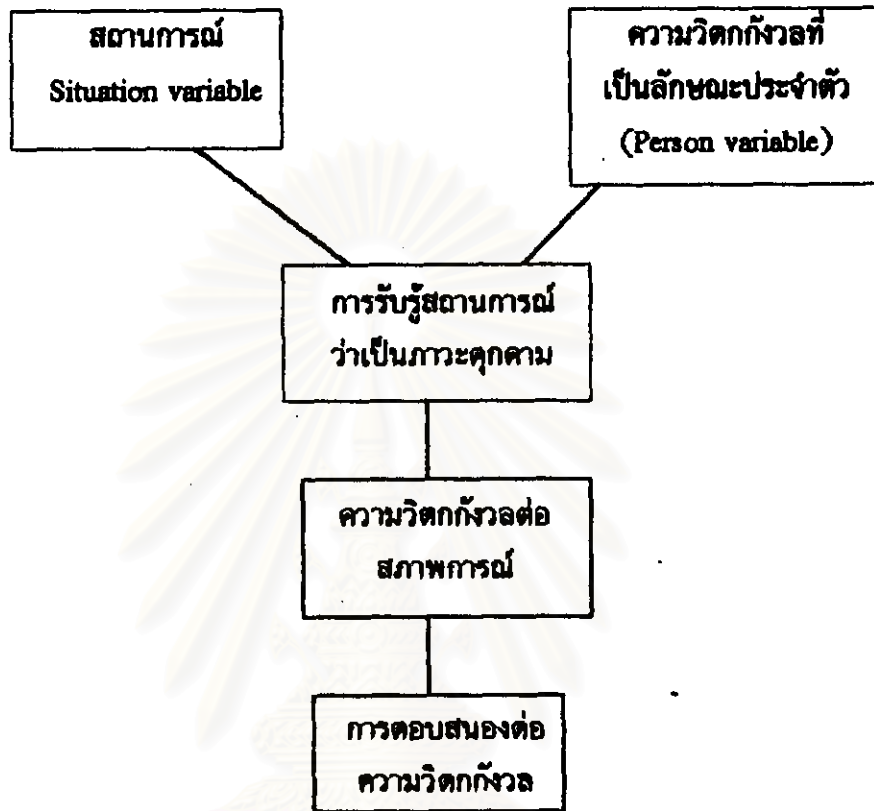 สถานการณ์
Situation variable
ความวิตกกังวลที่
เป็นลักษณะประจำตัว
(Person variable)
การรับรู้สถานการณ์
ว่าเป็นภาวะคุกคาม
ความวิตกกังวลต่อ
สภาพการณ์
การตอบสนองต่อ
ความวิตกกังวล